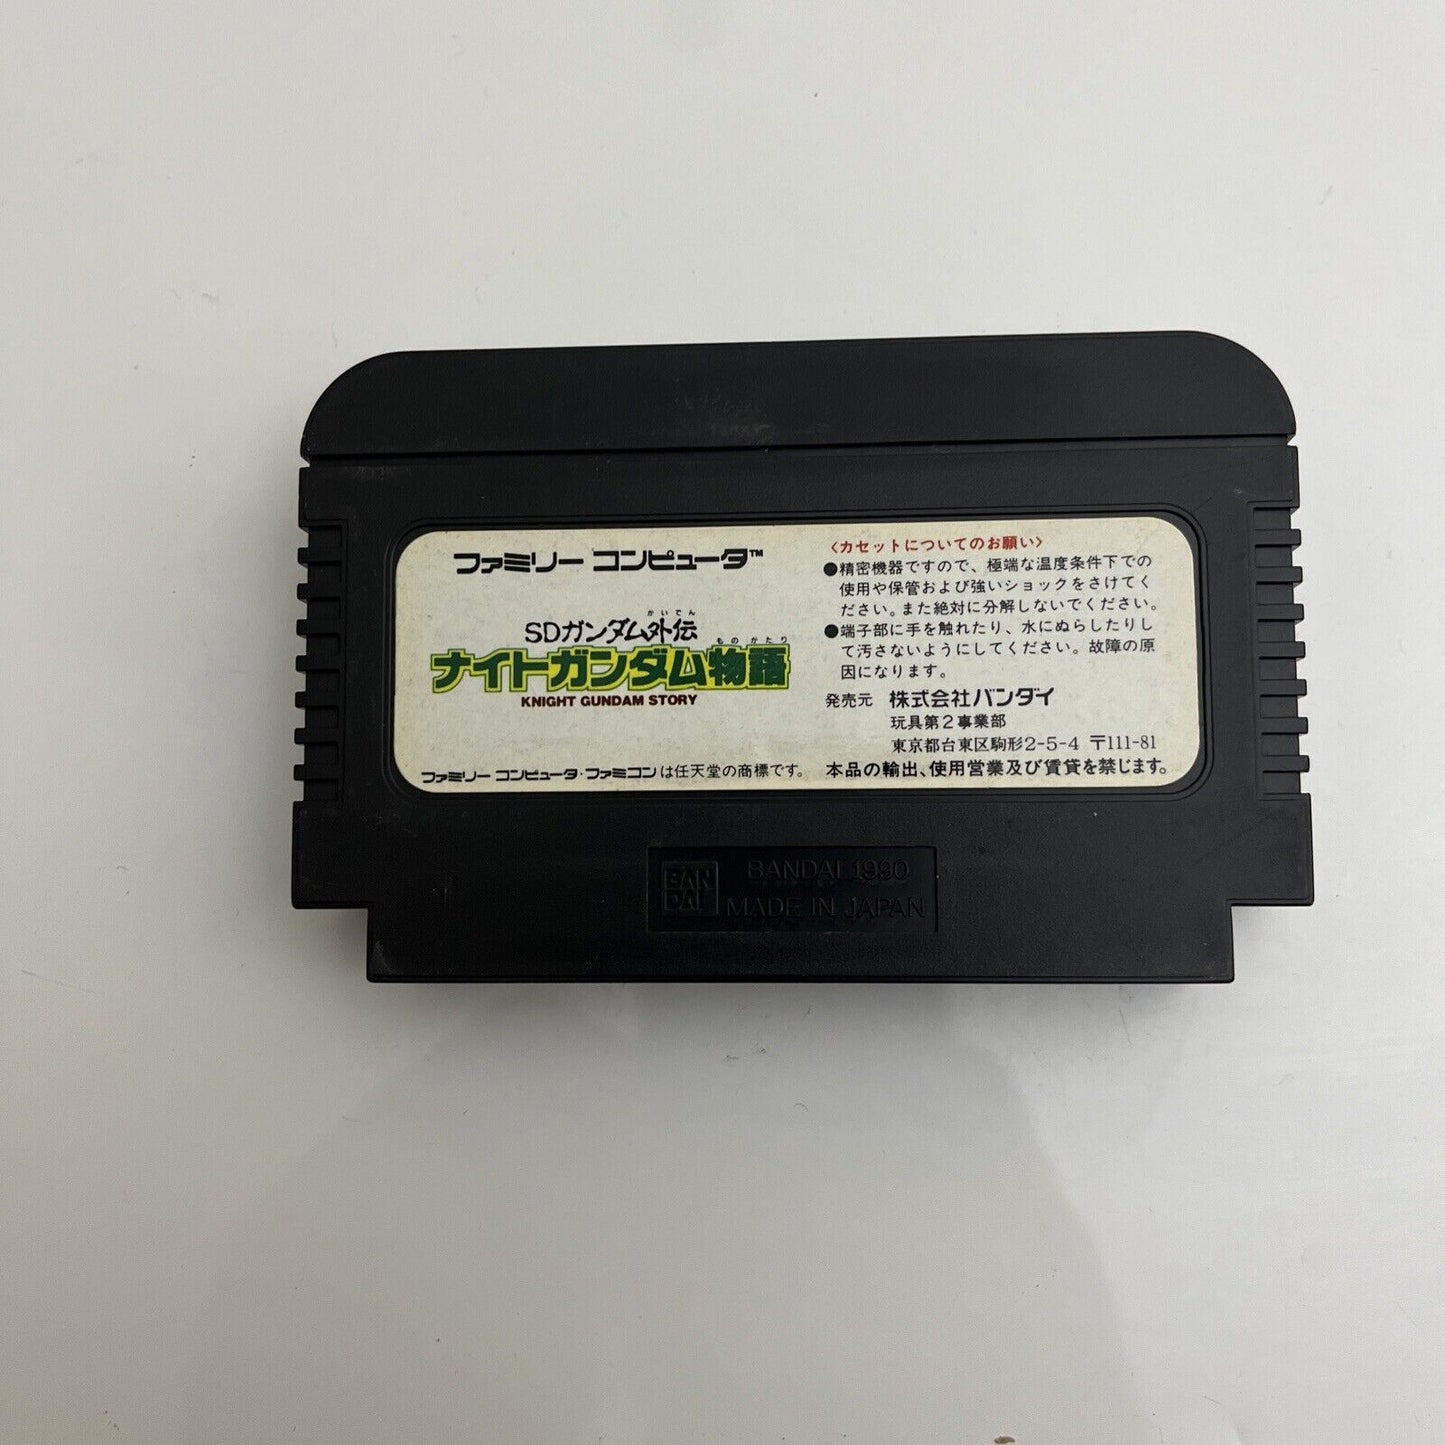 ファミリー コンピュータ™
かいでん
SDガンダム外伝
ものがたり
ナイトガンダム物語
KNIGHT GUNDAM STORY
ファミリー コンピュータ・ファミコンは任天堂の商標です。
〈カセットについてのお願い〉
●精密機器ですので、極端な温度条件下での
使用や保管および強いショックをさけてく
ださい。また絶対に分解しないでください。
●端子部に手を触れたり、水にぬらしたりし
て汚さないようにしてください。故障の原
因になります。
発売元 株式会社バンダイ
玩具第2事業部
東京都台東区駒形2-5-4 〒111-81
本品の輸出、使用営業及び賃貸を禁じます。
BAN
DAI
BANDAI 1990
MADE IN JAPAN